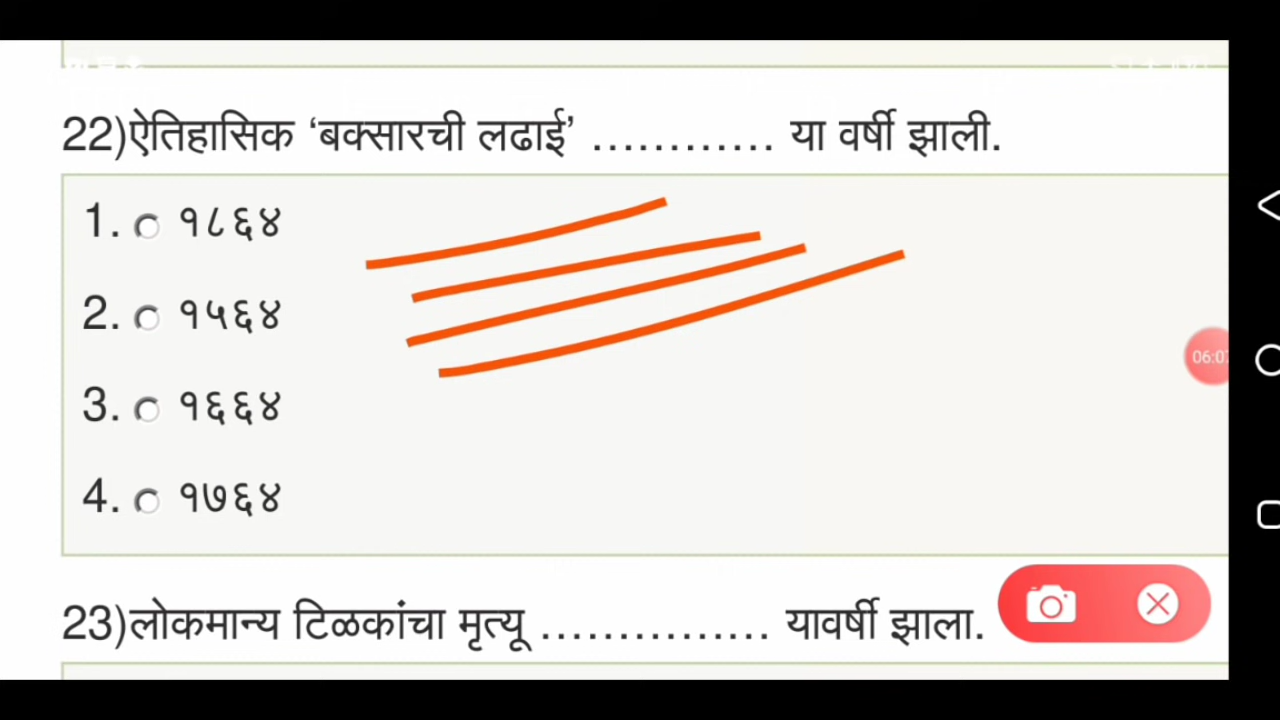 22)ऐतिहासिक ‘बक्सारची लढाई’ ............ या वर्षी झाली.
1. १८६४
2. १५६४
3. १६६४
4. १७६४
06:0
23)लोकमान्य टिळकांचा मृत्यू ............... यावर्षी झाला.